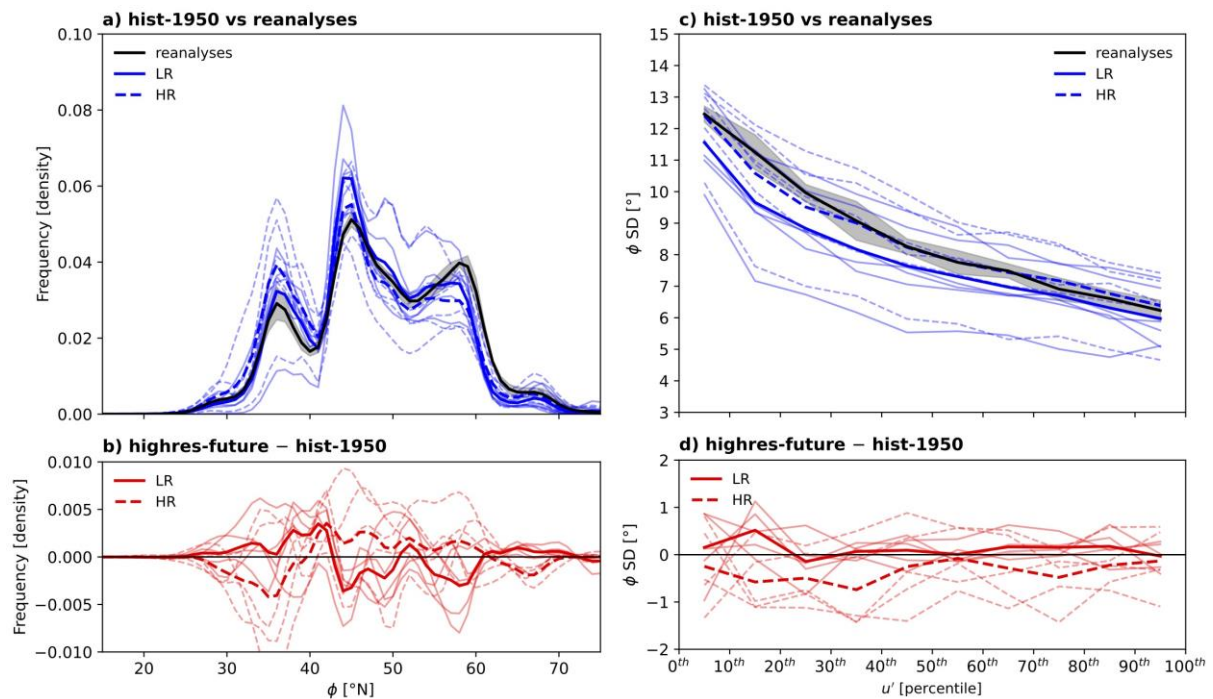 a) hist-1950 vs reanalyses
0.10
0.08
0.06
0.04
0.02
0.00
Frequency [density]
reanalyses
LR
HR
b) highres-future − hist-1950
0.010
0.005
0.000
−0.005
−0.010
Frequency [density]
LR
HR
20 30 40 50 60 70
ϕ [°N]
c) hist-1950 vs reanalyses
15
14
13
12
11
10
9
8
7
6
5
4
3
ϕ SD [°]
reanalyses
LR
HR
d) highres-future − hist-1950
2
1
0
−1
−2
ϕ SD [°]
LR
HR
0th 10th 20th 30th 40th 50th 60th 70th 80th 90th 100th
u′ [percentile]